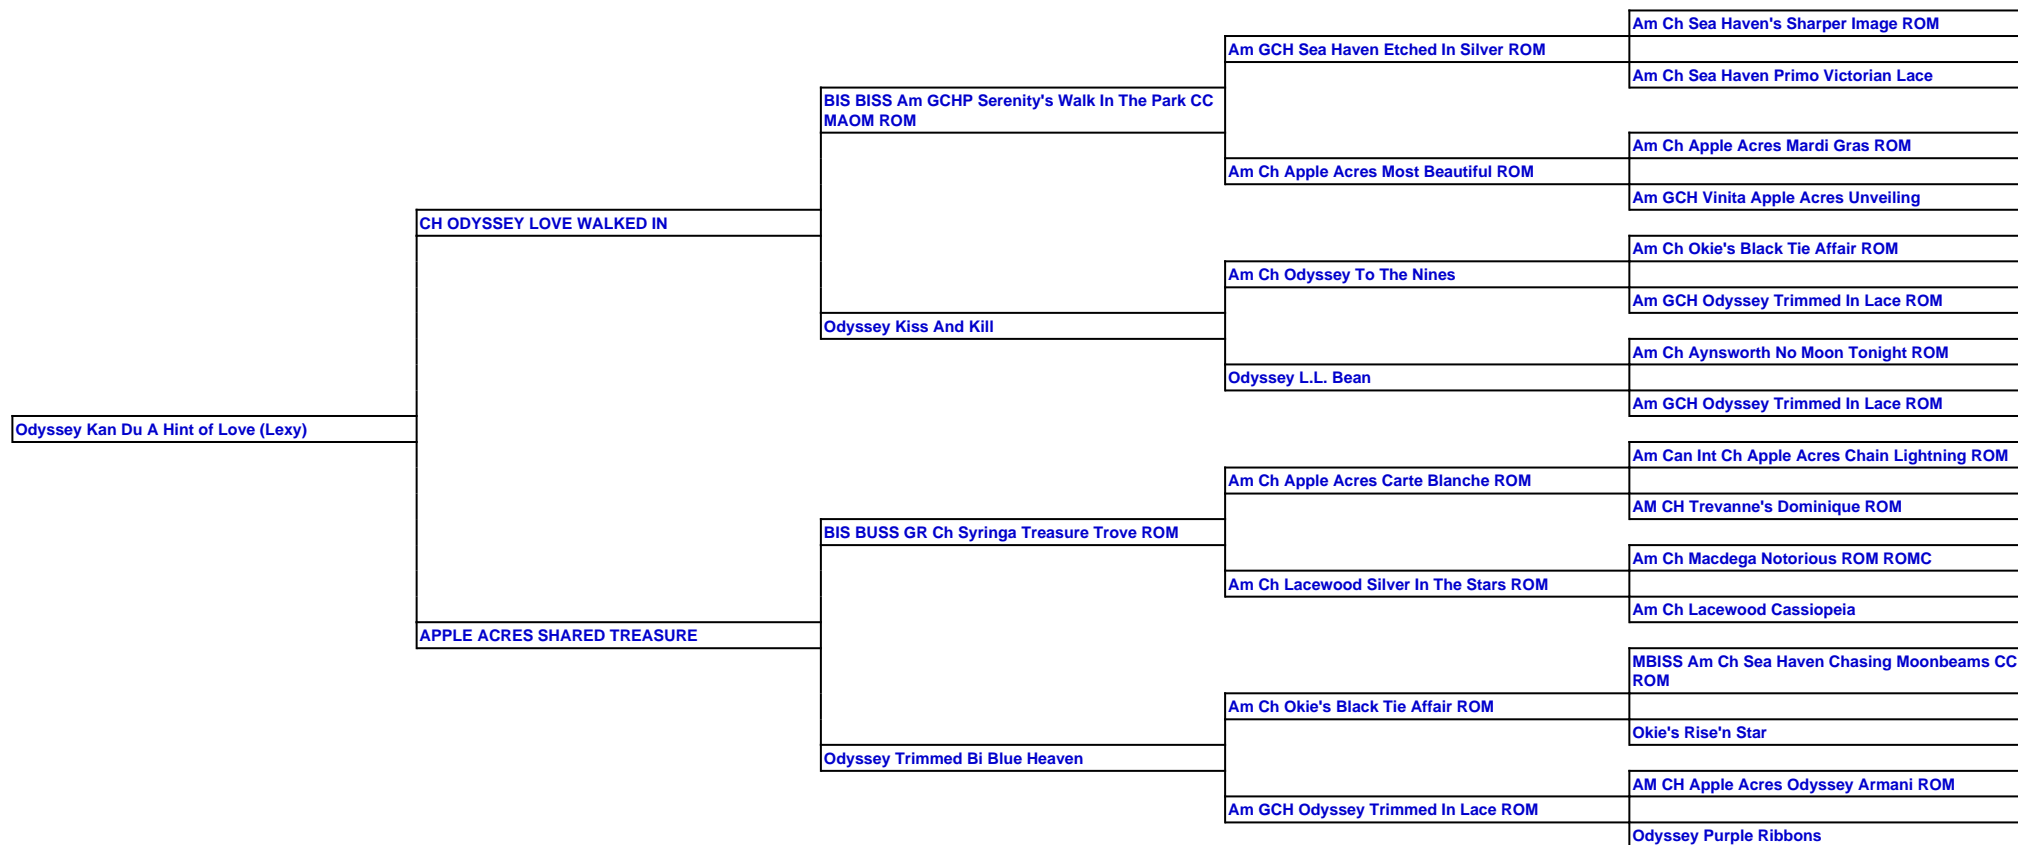 Am Ch Sea Haven's Sharper Image ROM
Am GCH Sea Haven Etched In Silver ROM
Am Ch Sea Haven Primo Victorian Lace
BIS BISS Am GCHP Serenity's Walk In The Park CC
MAOM ROM
Am Ch Apple Acres Mardi Gras ROM
Am Ch Apple Acres Most Beautiful ROM
Am GCH Vinita Apple Acres Unveiling
CH ODYSSEY LOVE WALKED IN
Am Ch Okie's Black Tie Affair ROM
Am Ch Odyssey To The Nines
Am GCH Odyssey Trimmed In Lace ROM
Odyssey Kiss And Kill
Am Ch Aynsworth No Moon Tonight ROM
Odyssey L.L. Bean
Am GCH Odyssey Trimmed In Lace ROM
Odyssey Kan Du A Hint of Love (Lexy)
Am Can Int Ch Apple Acres Chain Lightning ROM
Am Ch Apple Acres Carte Blanche ROM
AM CH Trevanne's Dominique ROM
BIS BUSS GR Ch Syringa Treasure Trove ROM
Am Ch Macdega Notorious ROM ROMC
Am Ch Lacewood Silver In The Stars ROM
Am Ch Lacewood Cassiopeia
APPLE ACRES SHARED TREASURE
MBISS Am Ch Sea Haven Chasing Moonbeams CC
ROM
Am Ch Okie's Black Tie Affair ROM
Okie's Rise'n Star
Odyssey Trimmed Bi Blue Heaven
AM CH Apple Acres Odyssey Armani ROM
Am GCH Odyssey Trimmed In Lace ROM
Odyssey Purple Ribbons